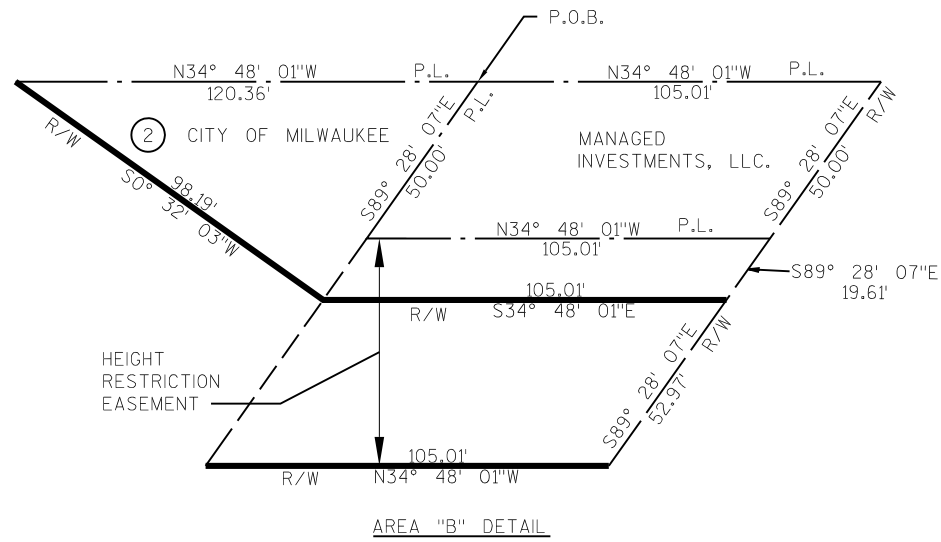 P.O.B.
N34° 48' 01"W
P.L.
N34° 48' 01"W
P.L.
120.36'
105.01'
R/W
2
CITY OF MILWAUKEE
S89° 28' 07"E
P.L.
50.00'
MANAGED
INVESTMENTS, LLC.
S89° 28' 07"E
R/W
50.00'
98.19'
S0° 32' 03"W
N34° 48' 01"W
P.L.
105.01'
S89° 28' 07"E
19.61'
105.01'
R/W
S34° 48' 01"E
HEIGHT
RESTRICTION
EASEMENT
S89° 28' 07"E
R/W
52.97'
105.01'
R/W
N34° 48' 01"W
AREA "B" DETAIL